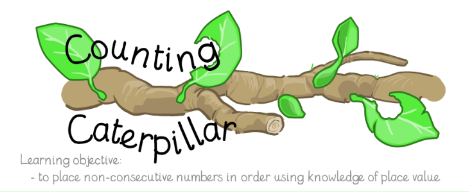 Counting
Caterpillar
Learning objective:
- to place non-consecutive numbers in order using knowledge of place value